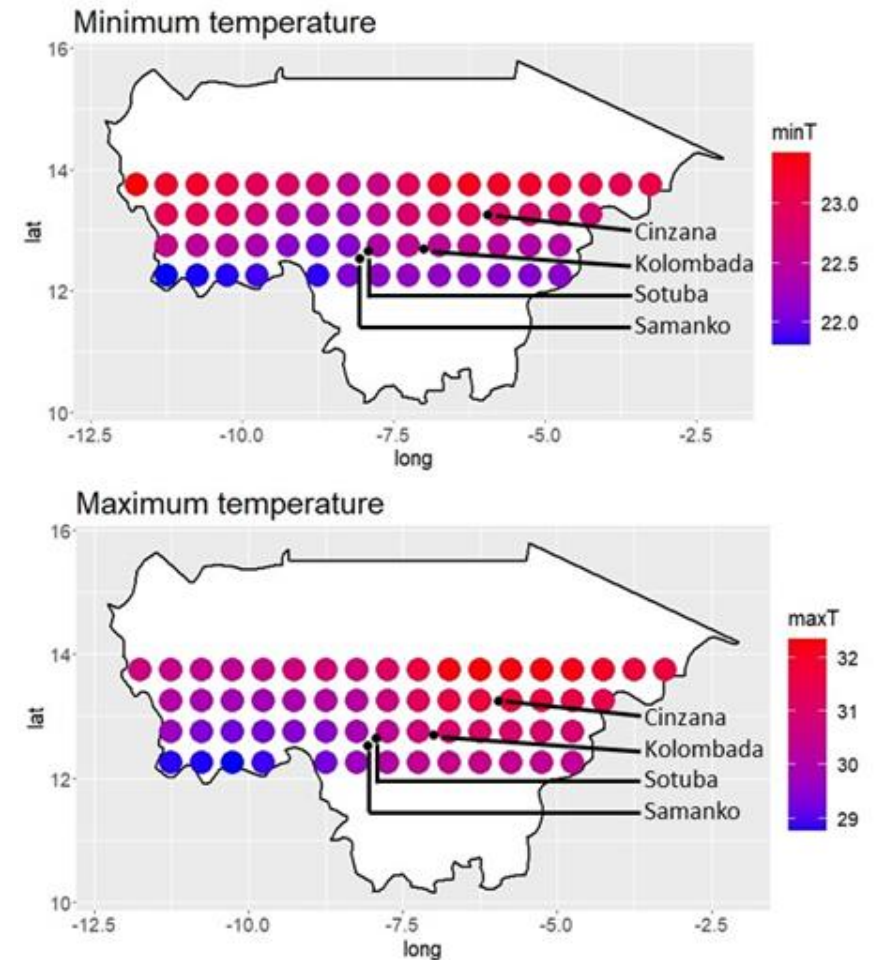 Minimum temperature
16
14
12
10
lat
-12.5
-10.0
-7.5
-5.0
-2.5
long
Cinzana
Kolombada
Sotuba
Samanko
minT
23.0
22.5
22.0
Maximum temperature
16
14
12
10
lat
-12.5
-10.0
-7.5
-5.0
-2.5
long
Cinzana
Kolombada
Sotuba
Samanko
maxT
32
31
30
29